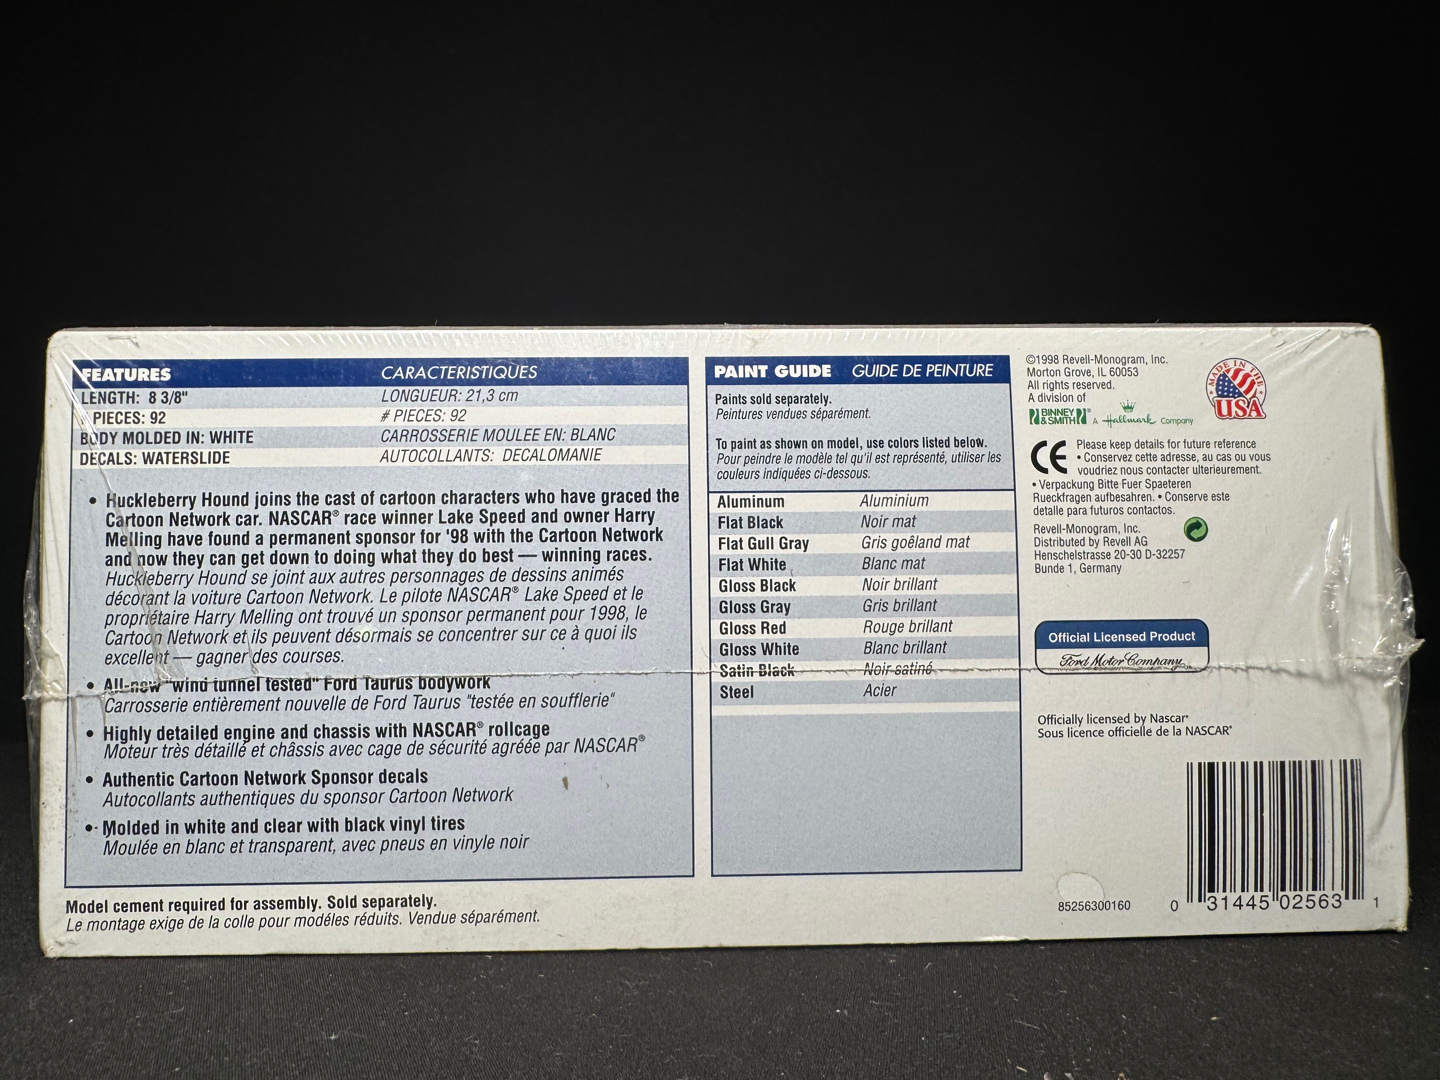 FEATURES CARACTERISTIQUES
LENGTH: 8 3/8" LONGUEUR: 21,3 cm
PIECES: 92 # PIECES: 92
BODY MOLDED IN: WHITE CARROSSERIE MOULEE EN: BLANC
DECALS: WATERSLIDE AUTOCOLLANTS: DECALOMANIE
• Huckleberry Hound joins the cast of cartoon characters who have graced the
Cartoon Network car. NASCAR® race winner Lake Speed and owner Harry
Melling have found a permanent sponsor for '98 with the Cartoon Network
and now they can get down to doing what they do best — winning races.
Huckleberry Hound se joint aux autres personnages de dessins animés
décorant la voiture Cartoon Network. Le pilote NASCAR® Lake Speed et le
propriétaire Harry Melling ont trouvé un sponsor permanent pour 1998, le
Cartoon Network et ils peuvent désormais se concentrer sur ce à quoi ils
excellent — gagner des courses.
• All-new "wind tunnel tested" Ford Taurus bodywork
Carrosserie entièrement nouvelle de Ford Taurus "testée en soufflerie"
• Highly detailed engine and chassis with NASCAR® rollcage
Moteur très détaillé et châssis avec cage de sécurité agréée par NASCAR®
• Authentic Cartoon Network Sponsor decals
Autocollants authentiques du sponsor Cartoon Network
• Molded in white and clear with black vinyl tires
Moulée en blanc et transparent, avec pneus en vinyle noir
Model cement required for assembly. Sold separately.
Le montage exige de la colle pour modéles réduits. Vendue séparément.
PAINT GUIDE GUIDE DE PEINTURE
Paints sold separately.
Peintures vendues séparément.
To paint as shown on model, use colors listed below.
Pour peindre le modèle tel qu'il est représenté, utiliser les
couleurs indiquées ci-dessous.
Aluminum Aluminium
Flat Black Noir mat
Flat Gull Gray Gris goêland mat
Flat White Blanc mat
Gloss Black Noir brillant
Gloss Gray Gris brillant
Gloss Red Rouge brillant
Gloss White Blanc brillant
Satin Black Noir satiné
Steel Acier
©1998 Revell-Monogram, Inc.
Morton Grove, IL 60053
All rights reserved.
A division of
BINNEY & SMITH® A Hallmark Company
MADE IN THE
USA
CE
Please keep details for future reference
• Conservez cette adresse, au cas ou vous
voudriez nous contacter ulterieurement.
• Verpackung Bitte Fuer Spaeteren
Rueckfragen aufbesahren. • Conserve este
detalle para futuros contactos.
Revell-Monogram, Inc.
Distributed by Revell AG
Henschelstrasse 20-30 D-32257
Bunde 1, Germany
Official Licensed Product
Ford Motor Company
Officially licensed by Nascar®
Sous licence officielle de la NASCAR®
85256300160
0 31445 02563 1